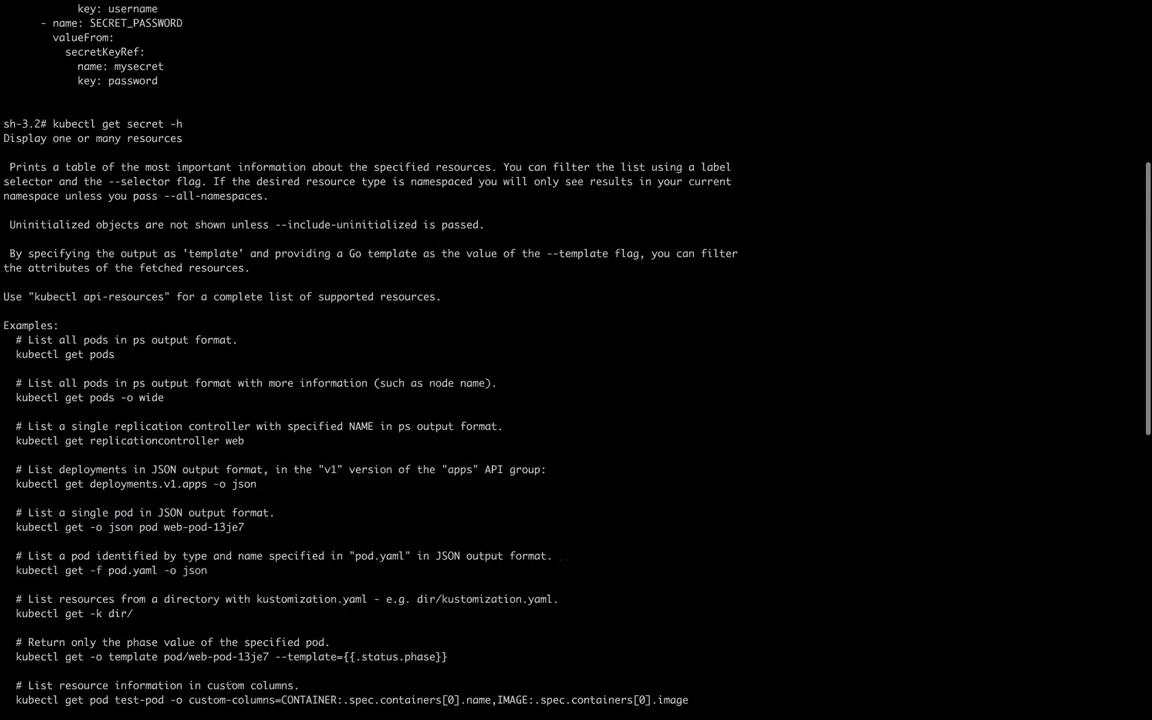 key: username
- name: SECRET_PASSWORD
valueFrom:
secretKeyRef:
name: mysecret
key: password
sh-3.2# kubectl get secret -h
Display one or many resources
Prints a table of the most important information about the specified resources. You can filter the list using a label
selector and the --selector flag. If the desired resource type is namespaced you will only see results in your current
namespace unless you pass --all-namespaces.
Uninitialized objects are not shown unless --include-uninitialized is passed.
By specifying the output as 'template' and providing a Go template as the value of the --template flag, you can filter
the attributes of the fetched resources.
Use "kubectl api-resources" for a complete list of supported resources.
Examples:
# List all pods in ps output format.
kubectl get pods
# List all pods in ps output format with more information (such as node name).
kubectl get pods -o wide
# List a single replication controller with specified NAME in ps output format.
kubectl get replicationcontroller web
# List deployments in JSON output format, in the "v1" version of the "apps" API group:
kubectl get deployments.v1.apps -o json
# List a single pod in JSON output format.
kubectl get -o json pod web-pod-13je7
# List a pod identified by type and name specified in "pod.yaml" in JSON output format.
kubectl get -f pod.yaml -o json
# List resources from a directory with kustomization.yaml - e.g. dir/kustomization.yaml.
kubectl get -k dir/
# Return only the phase value of the specified pod.
kubectl get -o template pod/web-pod-13je7 --template={{.status.phase}}
# List resource information in custom columns.
kubectl get pod test-pod -o custom-columns=CONTAINER:.spec.containers[0].name,IMAGE:.spec.containers[0].image